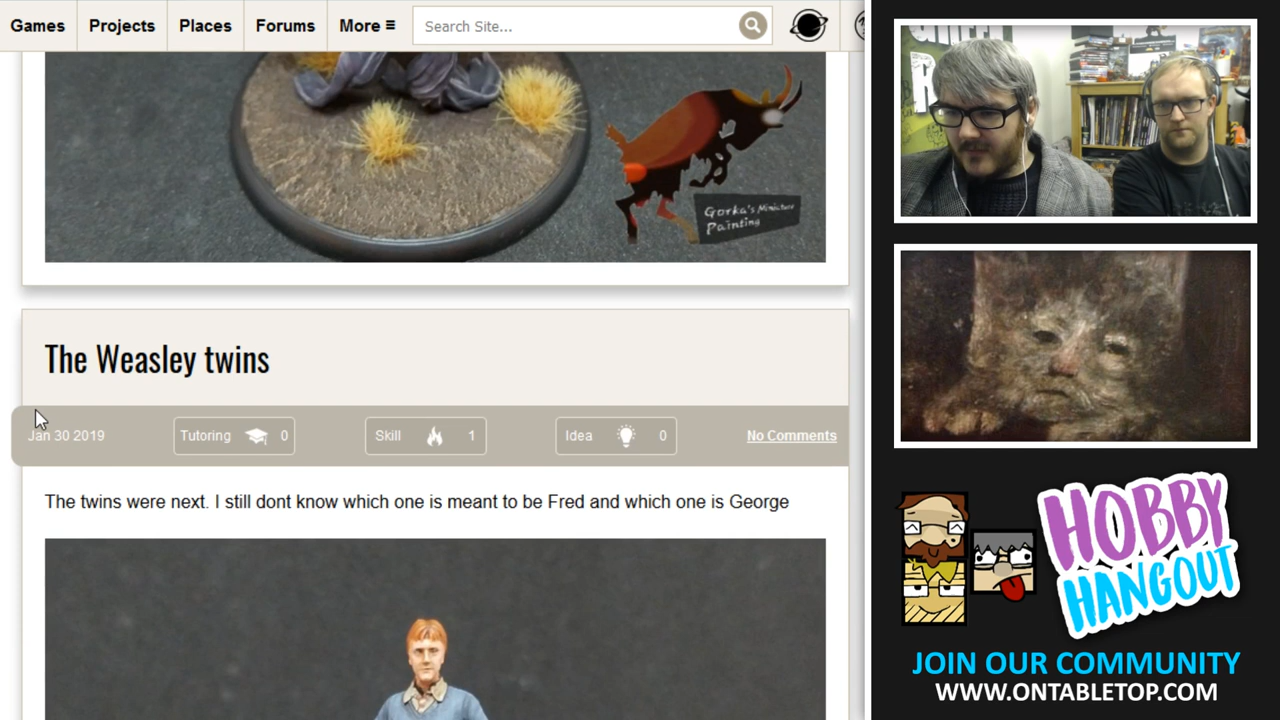 Games
Projects
Places
Forums
More ≡
Search Site...
Gorka's Miniature
Painting
The Weasley twins
Jan 30 2019
Tutoring 0
Skill 1
Idea 0
No Comments
The twins were next. I still dont know which one is meant to be Fred and which one is George
HOBBY
HANGOUT
JOIN OUR COMMUNITY
WWW.ONTABLETOP.COM